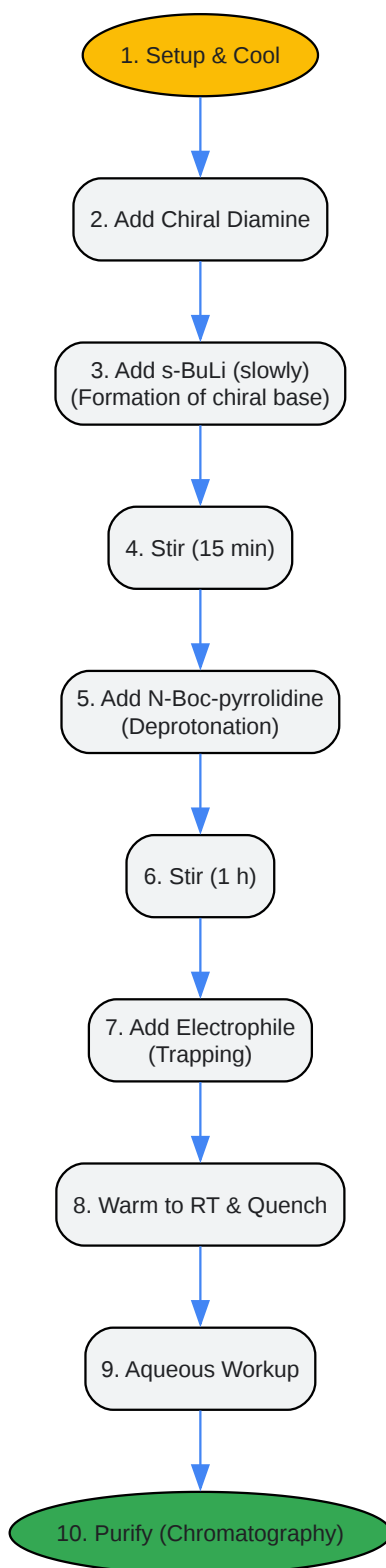 1. Setup & Cool
2. Add Chiral Diamine
3. Add s-BuLi (slowly)
(Formation of chiral base)
4. Stir (15 min)
5. Add N-Boc-pyrrolidine
(Deprotonation)
6. Stir (1 h)
7. Add Electrophile
(Trapping)
8. Warm to RT & Quench
9. Aqueous Workup
10. Purify (Chromatography)